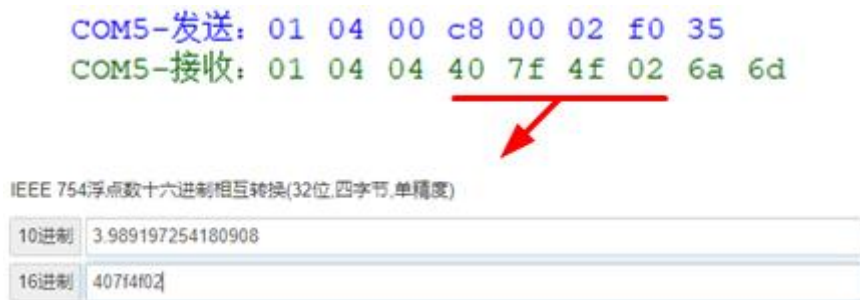 COM5-发送: 01 04 00 c8 00 02 f0 35
COM5-接收: 01 04 04 40 7f 4f 02 6a 6d
IEEE 754浮点数十六进制相互转换(32位,四字节,单精度)
10进制 3.989197254180908
16进制 407f4f02